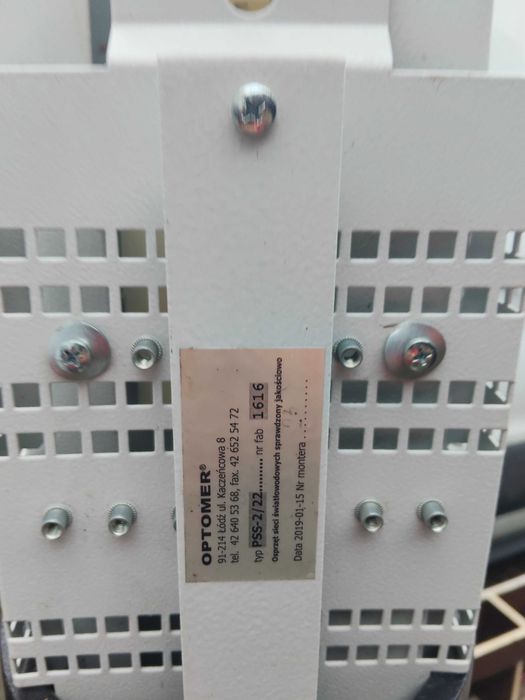 OPTOMER®
91-214 Łódź ul. Kaczeńcowa 8
tel. 42 640 53 68, fax. 42 652 54 72
typ PSS-2/22.......... nr fab 1616
Osprzęt sieci światłowodowych sprawdzony jakościowo
Data 2019-01-15 Nr montera ..........